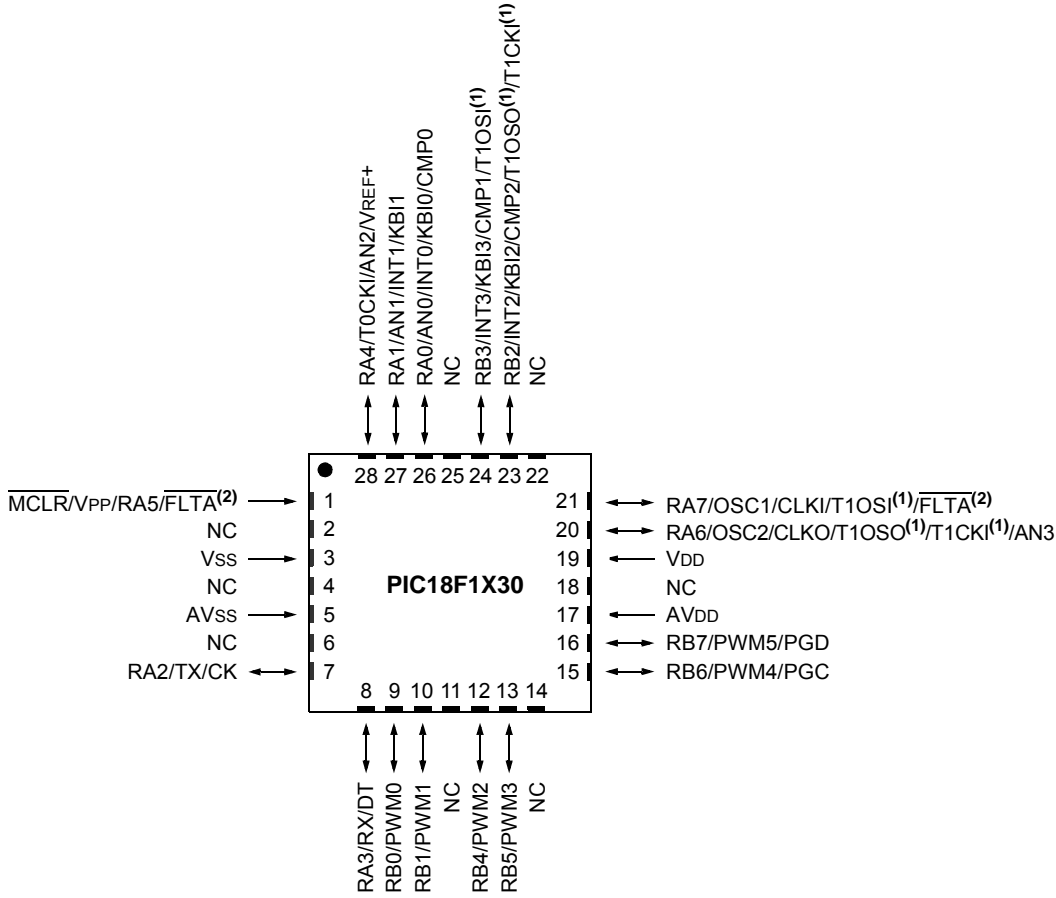 RA4/T0CKI/AN2/VREF+
RA1/AN1/INT1/KBI1
RA0/AN0/INT0/KBI0/CMP0
NC
RB3/INT3/KBI3/CMP1/T1OSI(1)
RB2/INT2/KBI2/CMP2/T1OSO(1)/T1CKI(1)
NC
28 27 26 25 24 23 22
MCLR/VPP/RA5/FLTA(2) 1
NC 2
VSS 3
NC 4
AVSS 5
NC 6
RA2/TX/CK 7
PIC18F1X30
21 RA7/OSC1/CLKI/T1OSI(1)/FLTA(2)
20 RA6/OSC2/CLKO/T1OSO(1)/T1CKI(1)/AN3
19 VDD
18 NC
17 AVDD
16 RB7/PWM5/PGD
15 RB6/PWM4/PGC
8 9 10 11 12 13 14
RA3/RX/DT
RB0/PWM0
RB1/PWM1
NC
RB4/PWM2
RB5/PWM3
NC